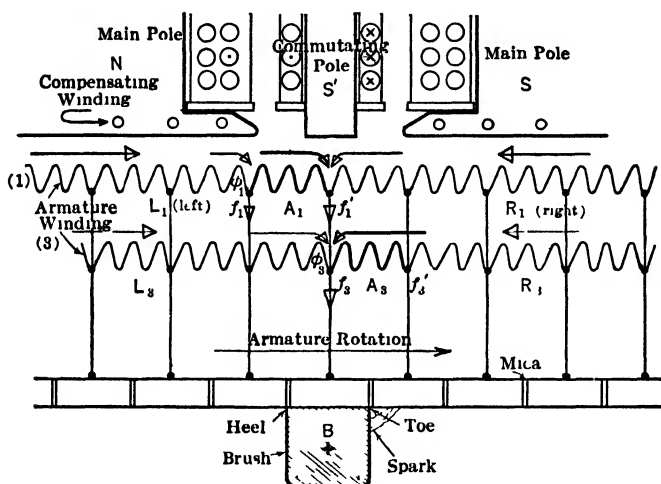 Main Pole
N
Compensating
Winding
Commutating
Pole
S'
Main Pole
S
(1)
Armature
Winding
(3)
L₁ (left)
ϕ₁
f₁
A₁
f₁'
R₁ (right)
L₃
ϕ₃
f₃
A₃
f₃'
R₃
Armature Rotation
Mica
Heel
Brush
B
+
Toe
Spark